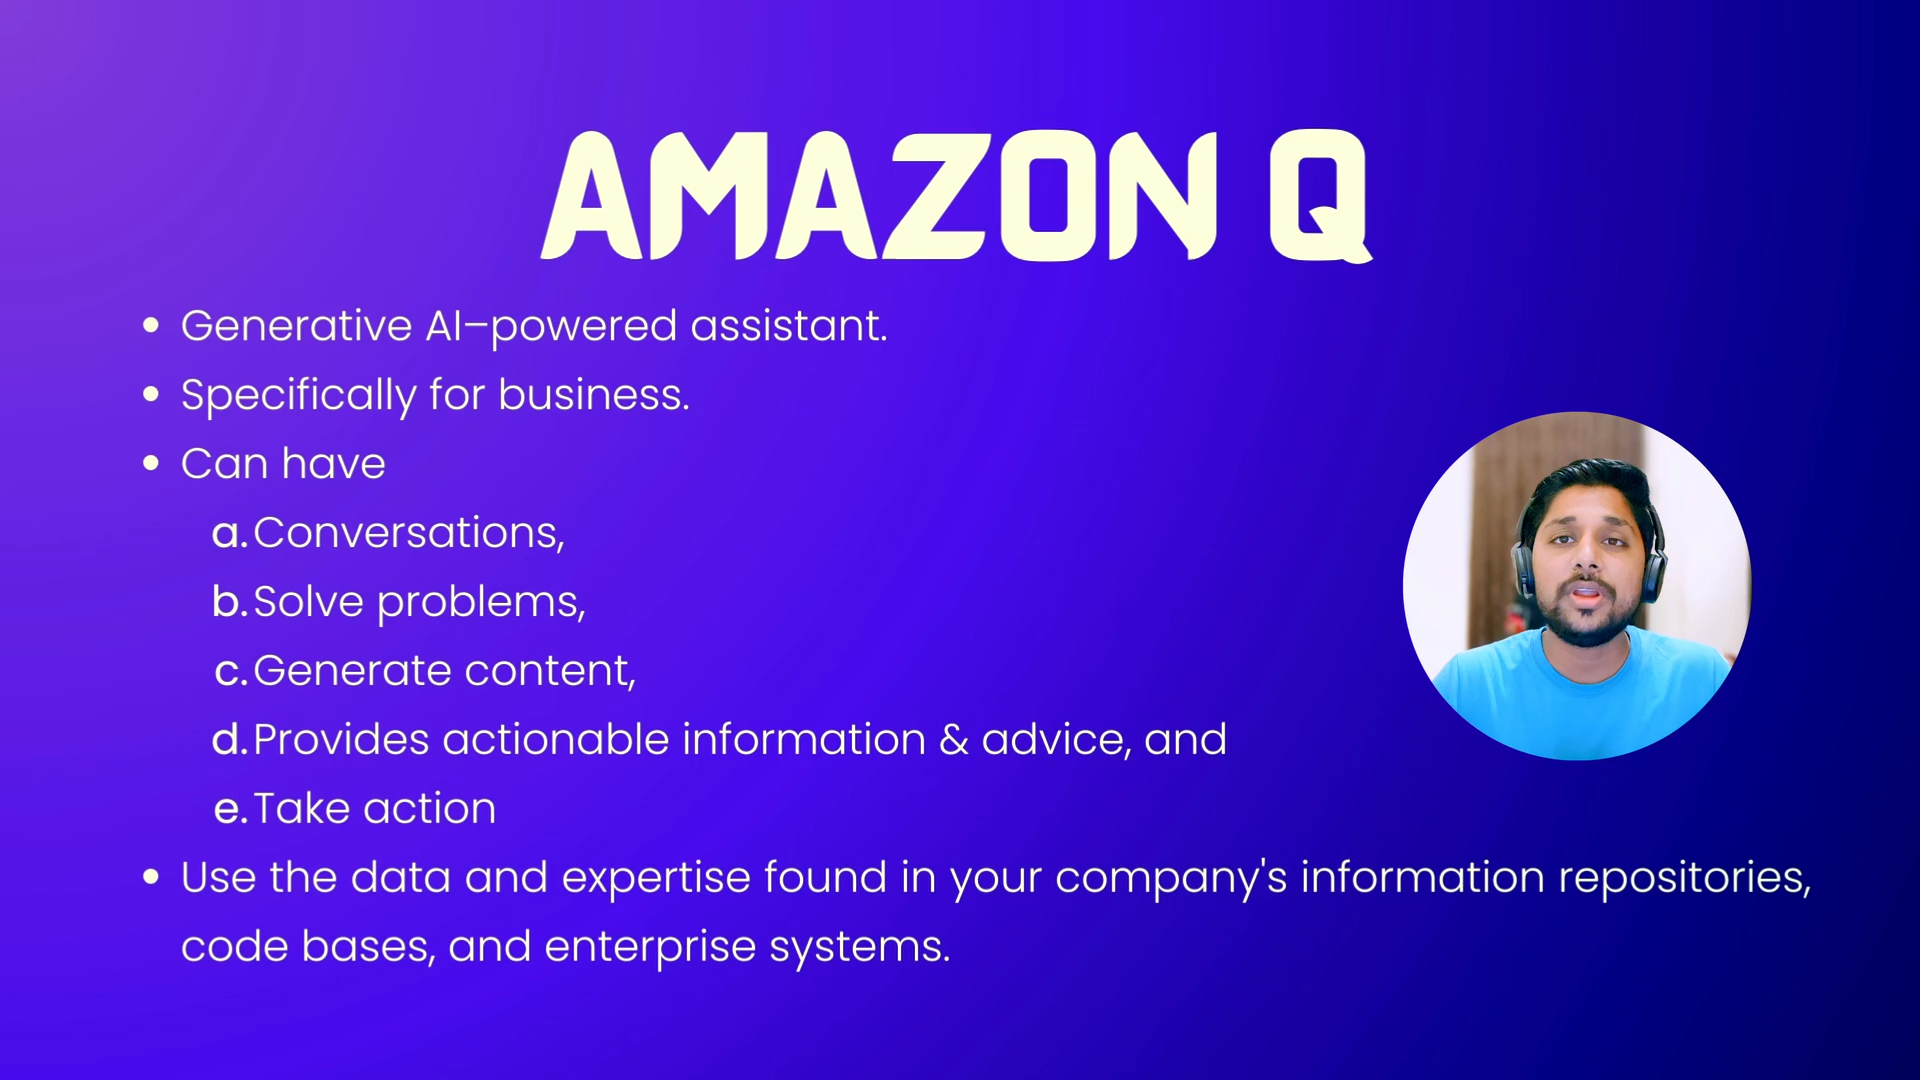 AMAZON Q
• Generative AI–powered assistant.
• Specifically for business.
• Can have
a. Conversations,
b. Solve problems,
c. Generate content,
d. Provides actionable information & advice, and
e. Take action
• Use the data and expertise found in your company's information repositories,
code bases, and enterprise systems.